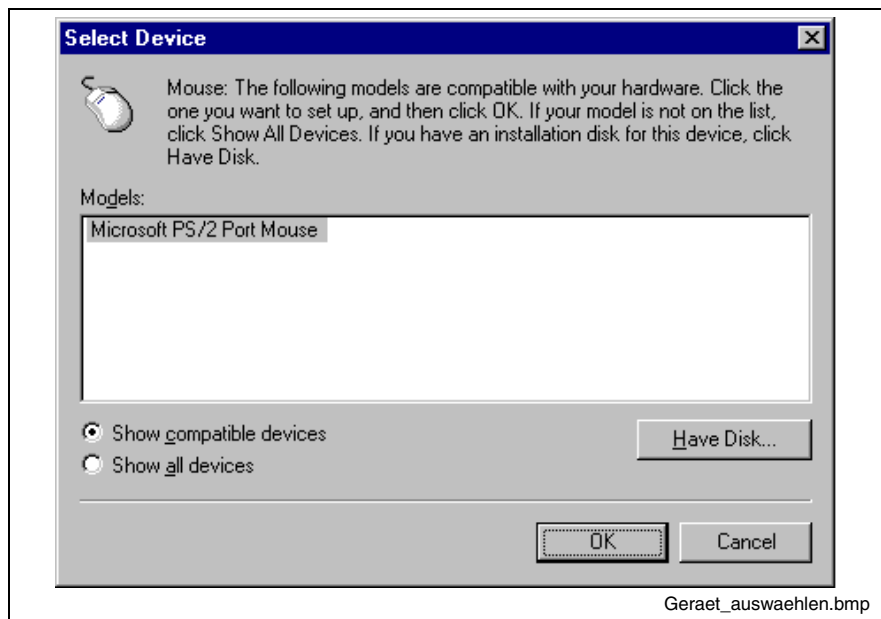 Select Device
Mouse: The following models are compatible with your hardware. Click the
one you want to set up, and then click OK. If your model is not on the list,
click Show All Devices. If you have an installation disk for this device, click
Have Disk.
Models:
Microsoft PS/2 Port Mouse
Show compatible devices
Have Disk...
Show all devices
OK
Cancel
Geraet_auswaehlen.bmp